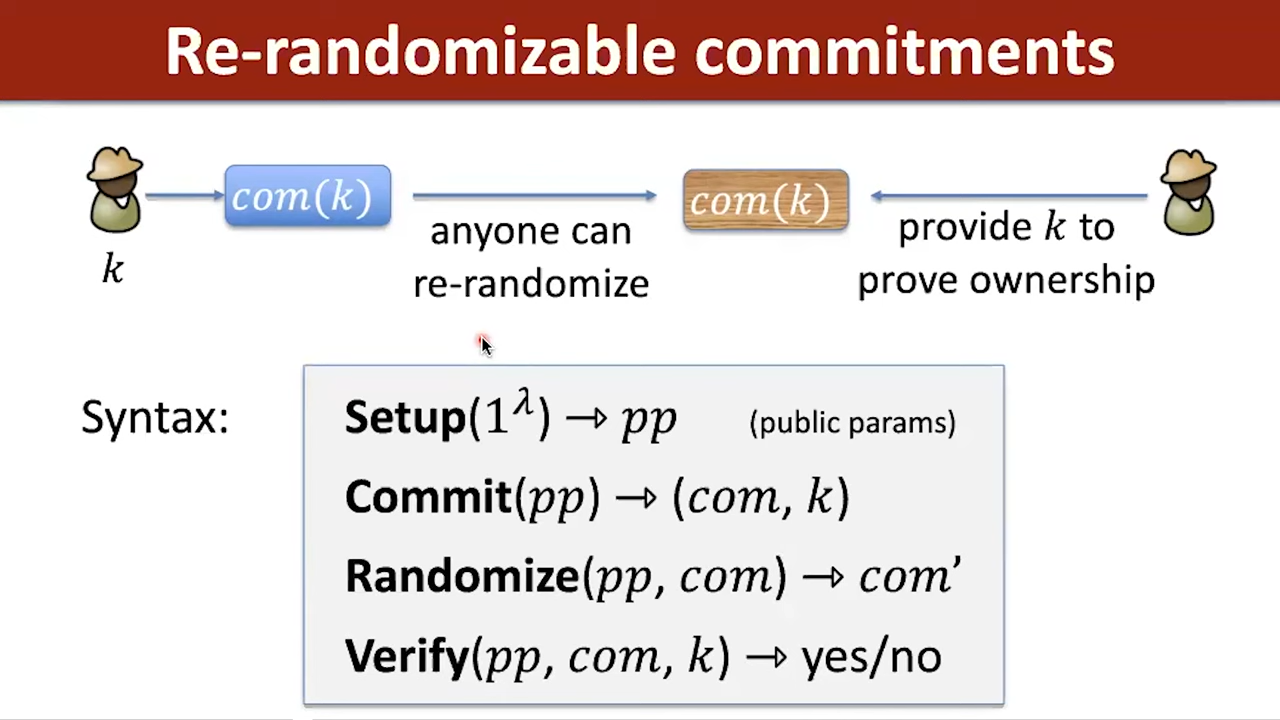 Re-randomizable commitments
com(k)
com(k)
k
anyone can
re-randomize
provide k to
prove ownership
Syntax:
Setup(1^λ) → pp (public params)
Commit(pp) → (com, k)
Randomize(pp, com) → com’
Verify(pp, com, k) → yes/no